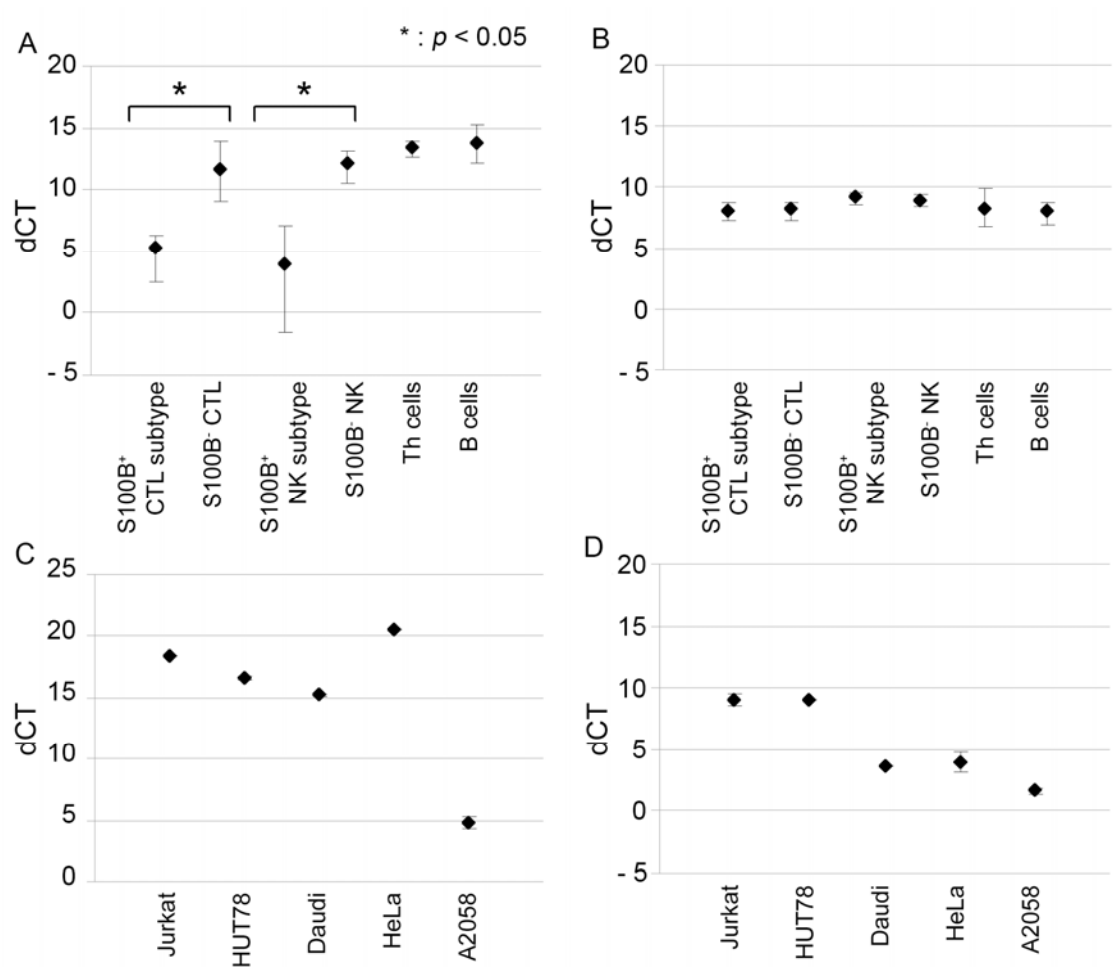 A
* : p < 0.05
20
15
10
5
0
- 5
dCT
*
*
S100B+
CTL subtype
S100B- CTL
S100B+
NK subtype
S100B- NK
Th cells
B cells
B
20
15
10
5
0
- 5
dCT
S100B+
CTL subtype
S100B- CTL
S100B+
NK subtype
S100B- NK
Th cells
B cells
C
25
20
15
10
5
0
dCT
Jurkat
HUT78
Daudi
HeLa
A2058
D
20
15
10
5
0
- 5
dCT
Jurkat
HUT78
Daudi
HeLa
A2058